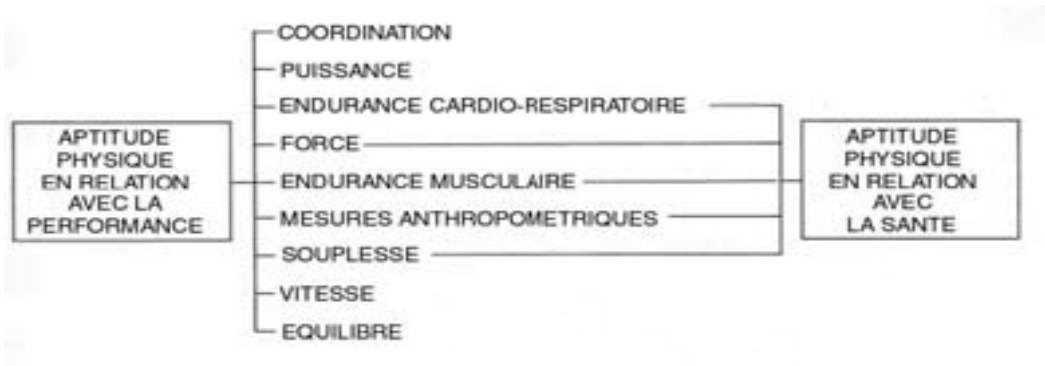 APTITUDE
PHYSIQUE
EN RELATION
AVEC LA
PERFORMANCE
COORDINATION
PUISSANCE
ENDURANCE CARDIO-RESPIRATOIRE
FORCE
ENDURANCE MUSCULAIRE
MESURES ANTHROPOMETRIQUES
SOUPLESSE
VITESSE
EQUILIBRE
APTITUDE
PHYSIQUE
EN RELATION
AVEC
LA SANTE